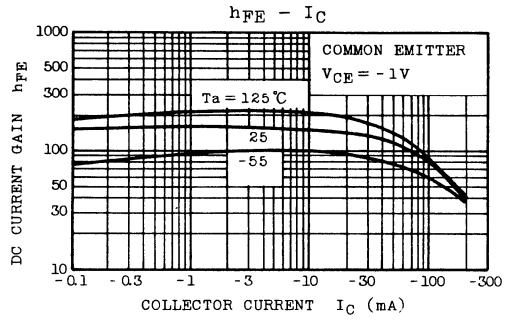 hFE – IC
COMMON EMITTER
VCE = –1V
DC CURRENT GAIN hFE
1000
500
300
100
50
30
10
Ta = 125℃
25
-55
-0.1
-0.3
-1
-3
-10
-30
-100
-300
COLLECTOR CURRENT IC (mA)